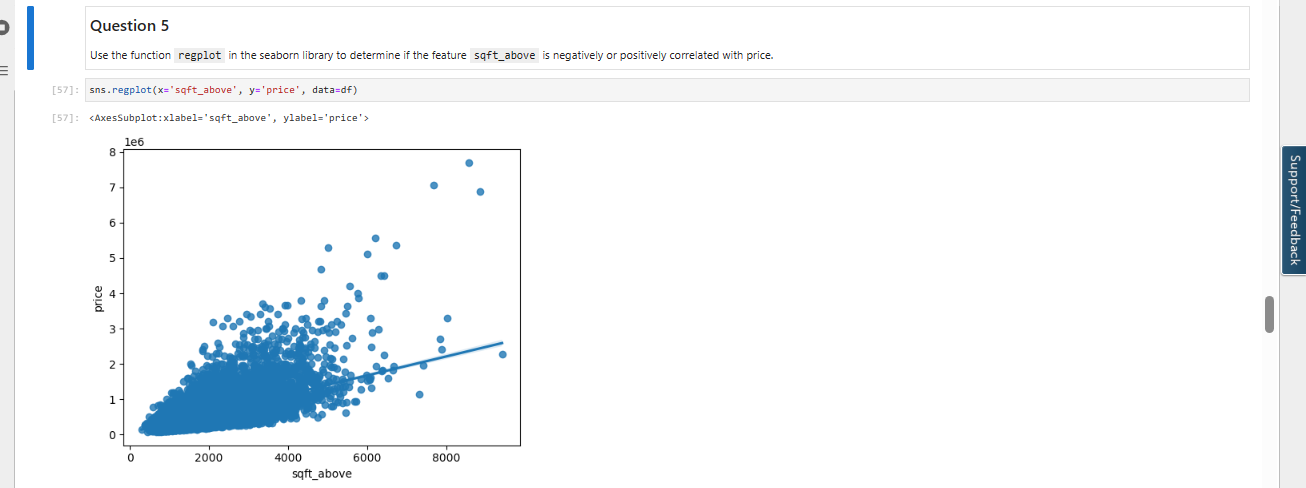 Question 5
Use the function regplot in the seaborn library to determine if the feature sqft_above is negatively or positively correlated with price.
[57]: sns.regplot(x='sqft_above', y='price', data=df)
[57]: <AxesSubplot:xlabel='sqft_above', ylabel='price'>
1e6
8
7
6
5
4
3
2
1
0
price
0 2000 4000 6000 8000
sqft_above
Support/Feedback